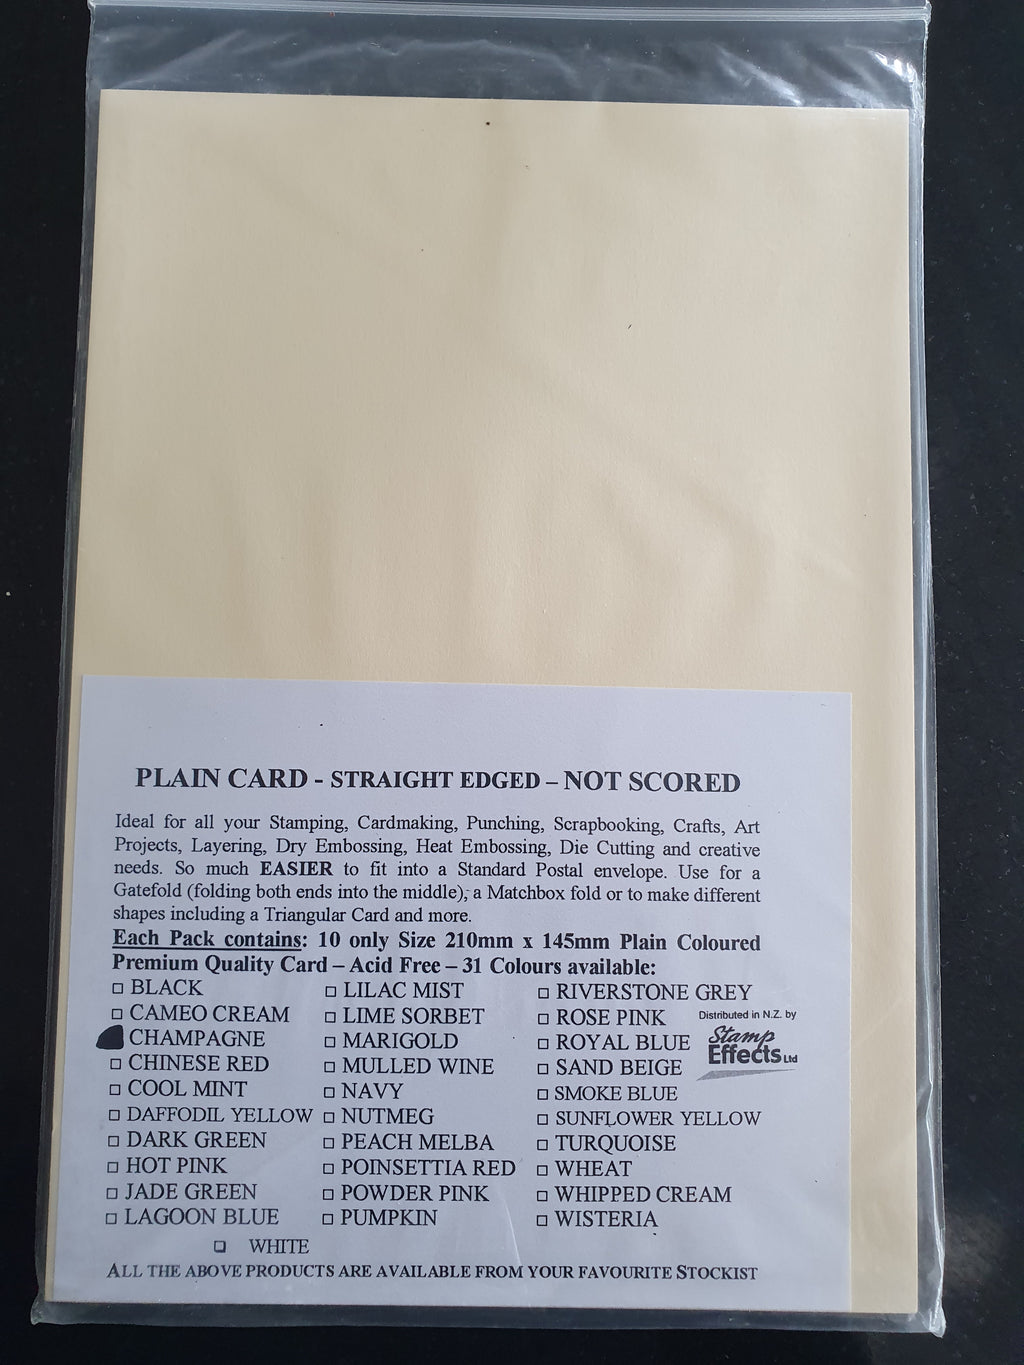 PLAIN CARD - STRAIGHT EDGED – NOT SCORED
Ideal for all your Stamping, Cardmaking, Punching, Scrapbooking, Crafts, Art
Projects, Layering, Dry Embossing, Heat Embossing, Die Cutting and creative
needs. So much EASIER to fit into a Standard Postal envelope. Use for a
Gatefold (folding both ends into the middle), a Matchbox fold or to make different
shapes including a Triangular Card and more.
Each Pack contains: 10 only Size 210mm x 145mm Plain Coloured
Premium Quality Card – Acid Free – 31 Colours available:
BLACK
CAMEO CREAM
CHAMPAGNE
CHINESE RED
COOL MINT
DAFFODIL YELLOW
DARK GREEN
HOT PINK
JADE GREEN
LAGOON BLUE
LILAC MIST
LIME SORBET
MARIGOLD
MULLED WINE
NAVY
NUTMEG
PEACH MELBA
POINSETTIA RED
POWDER PINK
PUMPKIN
RIVERSTONE GREY
ROSE PINK
ROYAL BLUE
SAND BEIGE
SMOKE BLUE
SUNFLOWER YELLOW
TURQUOISE
WHEAT
WHIPPED CREAM
WISTERIA
Distributed in N.Z. by
Stamp
Effects Ltd
WHITE
ALL THE ABOVE PRODUCTS ARE AVAILABLE FROM YOUR FAVOURITE STOCKIST